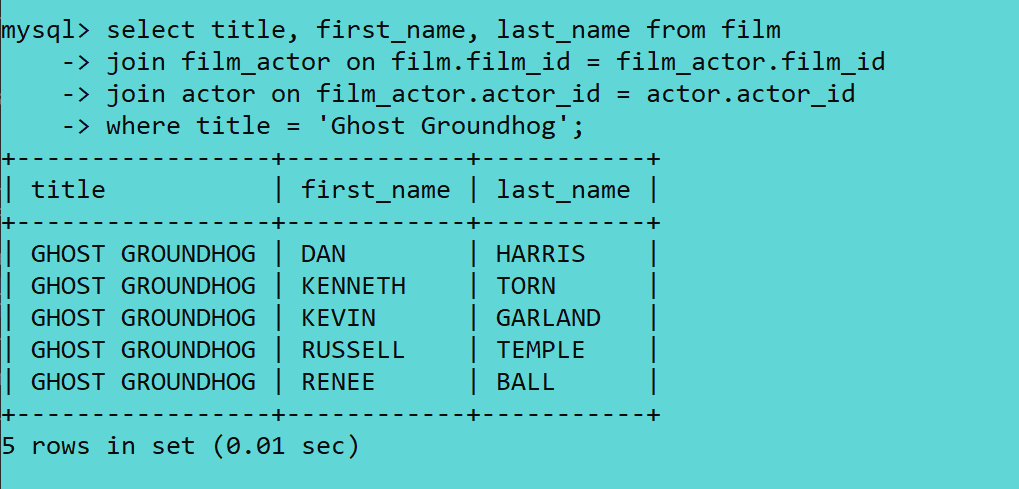 mysql> select title, first_name, last_name from film
    -> join film_actor on film.film_id = film_actor.film_id
    -> join actor on film_actor.actor_id = actor.actor_id
    -> where title = 'Ghost Groundhog';
+-----------------+------------+-----------+
| title           | first_name | last_name |
+-----------------+------------+-----------+
| GHOST GROUNDHOG | DAN        | HARRIS    |
| GHOST GROUNDHOG | KENNETH    | TORN      |
| GHOST GROUNDHOG | KEVIN      | GARLAND   |
| GHOST GROUNDHOG | RUSSELL    | TEMPLE    |
| GHOST GROUNDHOG | RENEE      | BALL      |
+-----------------+------------+-----------+
5 rows in set (0.01 sec)